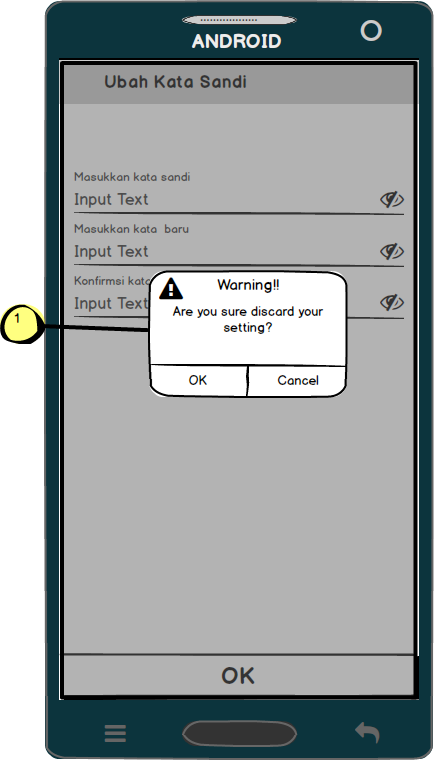 ANDROID
Ubah Kata Sandi
Masukkan kata sandi
Input Text
Masukkan kata baru
Input Text
Konfirmsi kata
Input Text
1
Warning!!
Are you sure discard your
setting?
OK
Cancel
OK